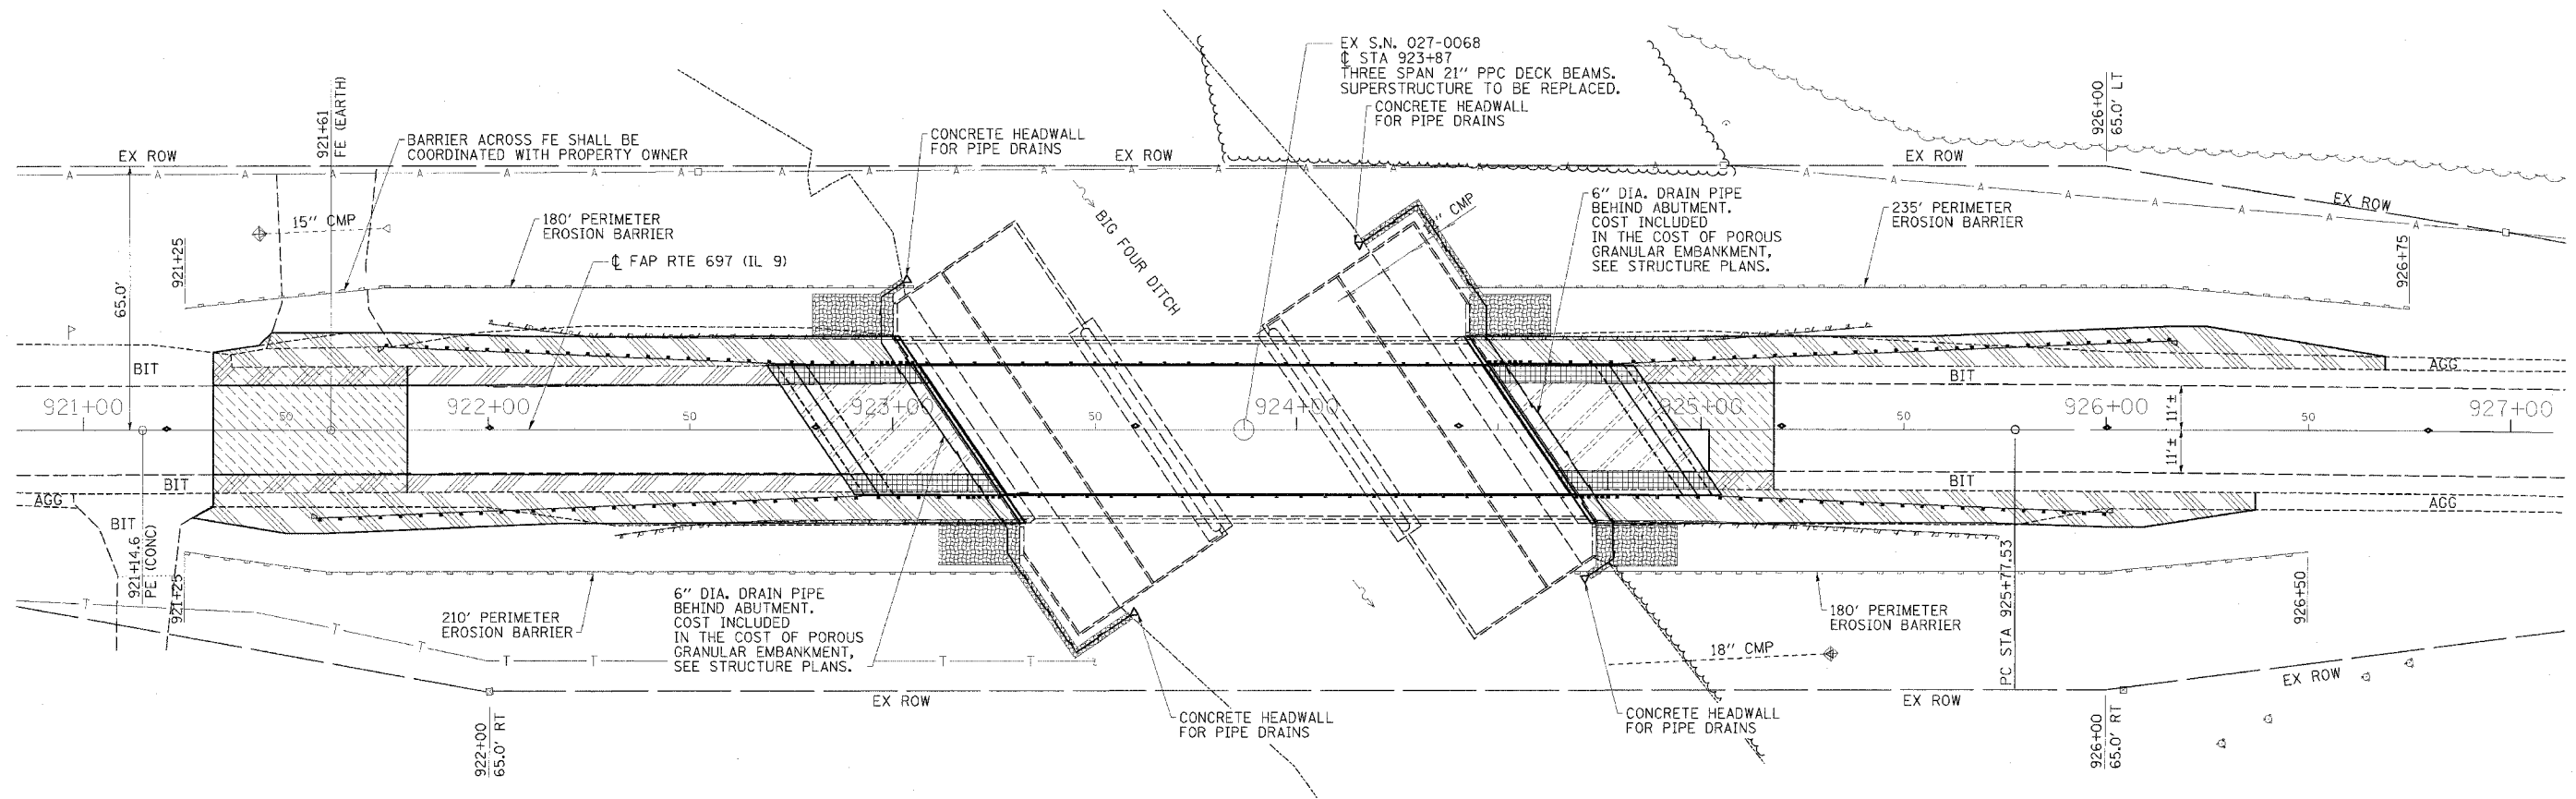 EX S.N. 027-0068
℄ STA 923+87
THREE SPAN 21" PPC DECK BEAMS.
SUPERSTRUCTURE TO BE REPLACED.
CONCRETE HEADWALL
FOR PIPE DRAINS
926+00
65.0' LT
921+61
FE (EARTH)
BARRIER ACROSS FE SHALL BE
COORDINATED WITH PROPERTY OWNER
CONCRETE HEADWALL
FOR PIPE DRAINS
EX ROW
EX ROW
EX ROW
EX ROW
A A A A A A A A A A A A A A A A A A A A A A
65.0'
15" CMP
921+25
180' PERIMETER
EROSION BARRIER
℄ FAP RTE 697 (IL 9)
BIG FOUR DITCH
" CMP
6" DIA. DRAIN PIPE
BEHIND ABUTMENT.
COST INCLUDED
IN THE COST OF POROUS
GRANULAR EMBANKMENT,
SEE STRUCTURE PLANS.
235' PERIMETER
EROSION BARRIER
926+75
P
BIT
BIT
AGG
921+00
922+00
50
923+00
50
924+00
925+00
50
926+00
50
927+00
11'±
11'±
BIT
BIT
AGG
AGG
BIT
921+14.6
PE (CONC)
921+25
T T T T T T T
210' PERIMETER
EROSION BARRIER
6" DIA. DRAIN PIPE
BEHIND ABUTMENT.
COST INCLUDED
IN THE COST OF POROUS
GRANULAR EMBANKMENT,
SEE STRUCTURE PLANS.
180' PERIMETER
EROSION BARRIER
18" CMP
PC STA 925+77.53
926+50
EX ROW
EX ROW
EX ROW
922+00
65.0' RT
CONCRETE HEADWALL
FOR PIPE DRAINS
CONCRETE HEADWALL
FOR PIPE DRAINS
926+00
65.0' RT